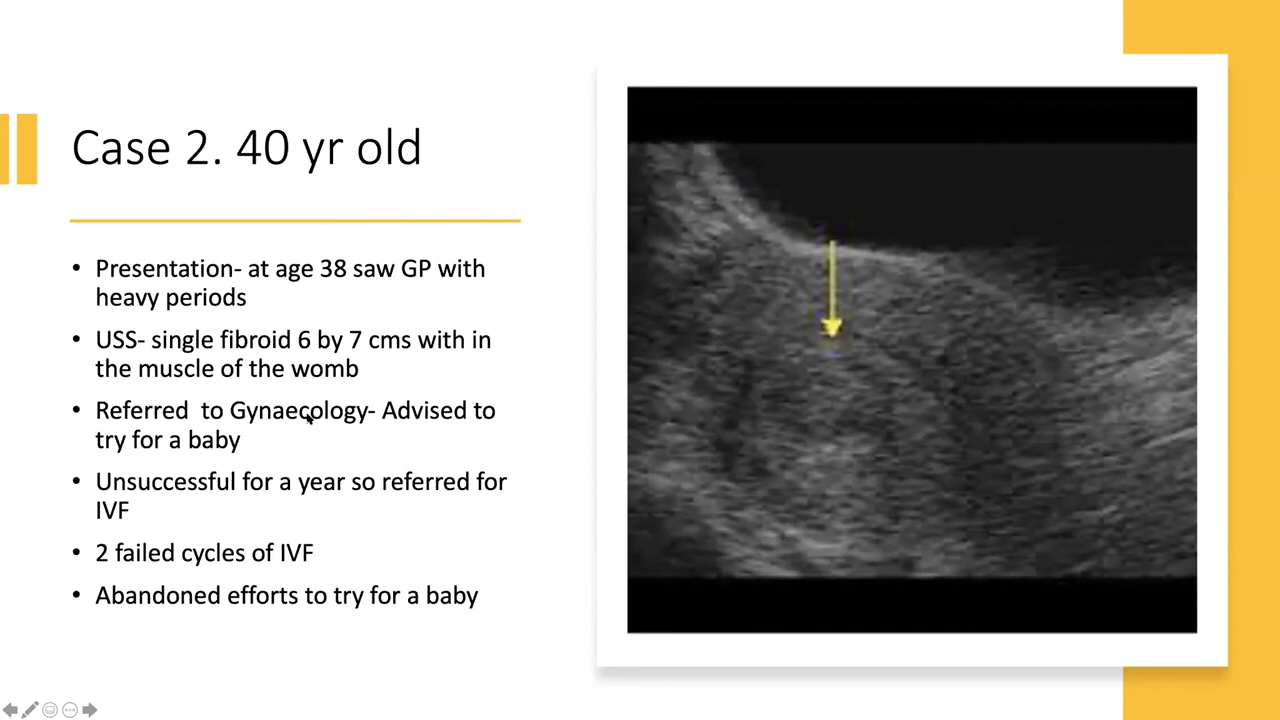 Case 2. 40 yr old
• Presentation- at age 38 saw GP with
heavy periods
• USS- single fibroid 6 by 7 cms with in
the muscle of the womb
• Referred  to Gynaecology- Advised to
try for a baby
• Unsuccessful for a year so referred for
IVF
• 2 failed cycles of IVF
• Abandoned efforts to try for a baby